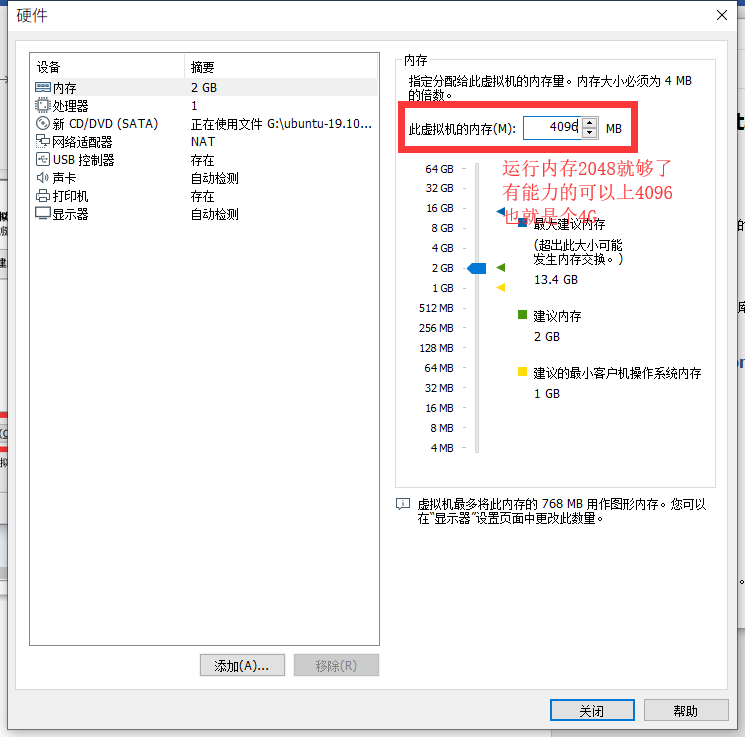 硬件
设备 摘要
内存 2 GB
处理器 1
新 CD/DVD (SATA) 正在使用文件 G:\ubuntu-19.10...
网络适配器 NAT
USB 控制器 存在
声卡 自动检测
打印机 存在
显示器 自动检测
添加(A)...
移除(R)
内存
指定分配给此虚拟机的内存量。内存大小必须为 4 MB
的倍数。
此虚拟机的内存(M): 4096 MB
运行内存2048就够了
有能力的可以上4096
也就是个4G
64 GB
32 GB
16 GB
8 GB
4 GB
2 GB
1 GB
512 MB
256 MB
128 MB
64 MB
32 MB
16 MB
8 MB
4 MB
最大建议内存
(超出此大小可能
发生内存交换。)
13.4 GB
建议内存
2 GB
建议的最小客户机操作系统内存
1 GB
虚拟机最多将此内存的 768 MB 用作图形内存。您可以
在“显示器”设置页面中更改此数量。
关闭
帮助